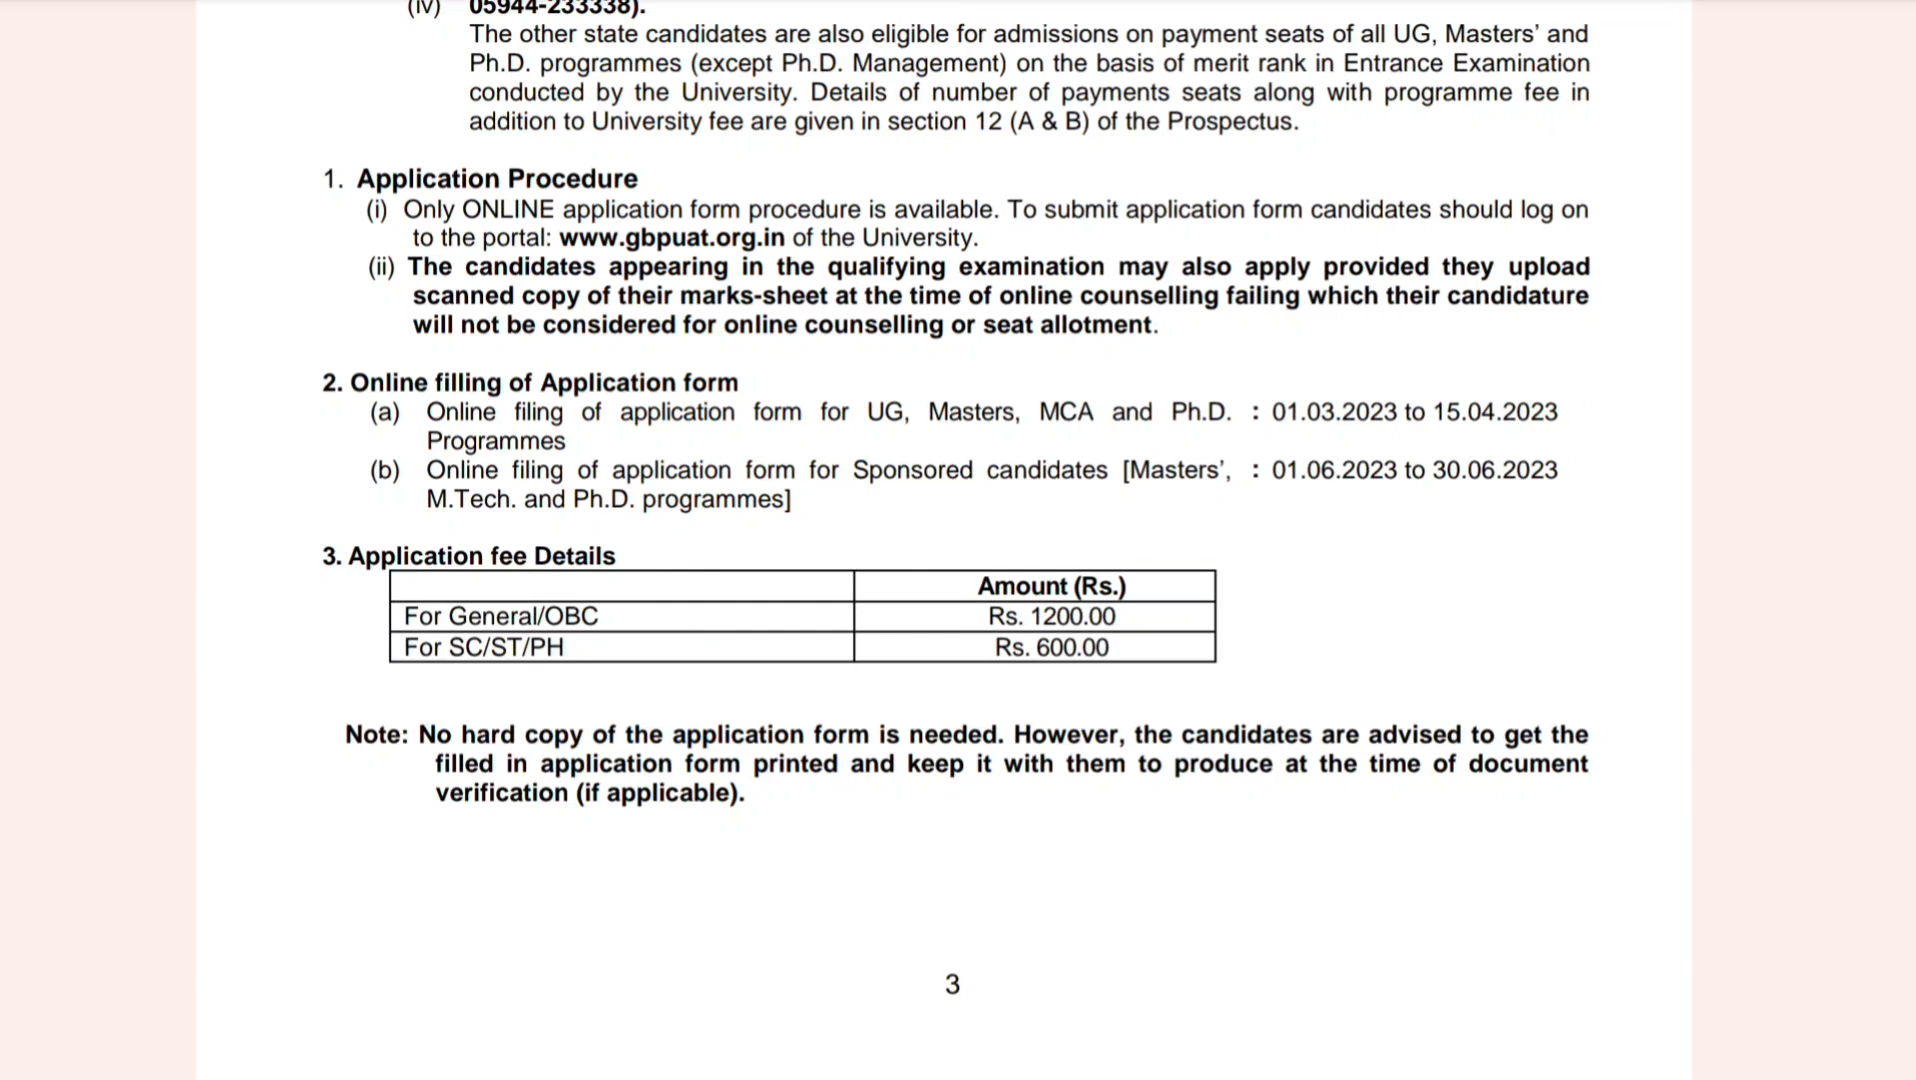 (iv) 05944-233338).
The other state candidates are also eligible for admissions on payment seats of all UG, Masters’ and
Ph.D. programmes (except Ph.D. Management) on the basis of merit rank in Entrance Examination
conducted by the University. Details of number of payments seats along with programme fee in
addition to University fee are given in section 12 (A & B) of the Prospectus.
1. Application Procedure
(i) Only ONLINE application form procedure is available. To submit application form candidates should log on
to the portal: www.gbpuat.org.in of the University.
(ii) The candidates appearing in the qualifying examination may also apply provided they upload
scanned copy of their marks-sheet at the time of online counselling failing which their candidature
will not be considered for online counselling or seat allotment.
2. Online filling of Application form
(a) Online filing of application form for UG, Masters, MCA and Ph.D. : 01.03.2023 to 15.04.2023
Programmes
(b) Online filing of application form for Sponsored candidates [Masters’, : 01.06.2023 to 30.06.2023
M.Tech. and Ph.D. programmes]
3. Application fee Details
Amount (Rs.)
For General/OBC Rs. 1200.00
For SC/ST/PH Rs. 600.00
Note: No hard copy of the application form is needed. However, the candidates are advised to get the
filled in application form printed and keep it with them to produce at the time of document
verification (if applicable).
3